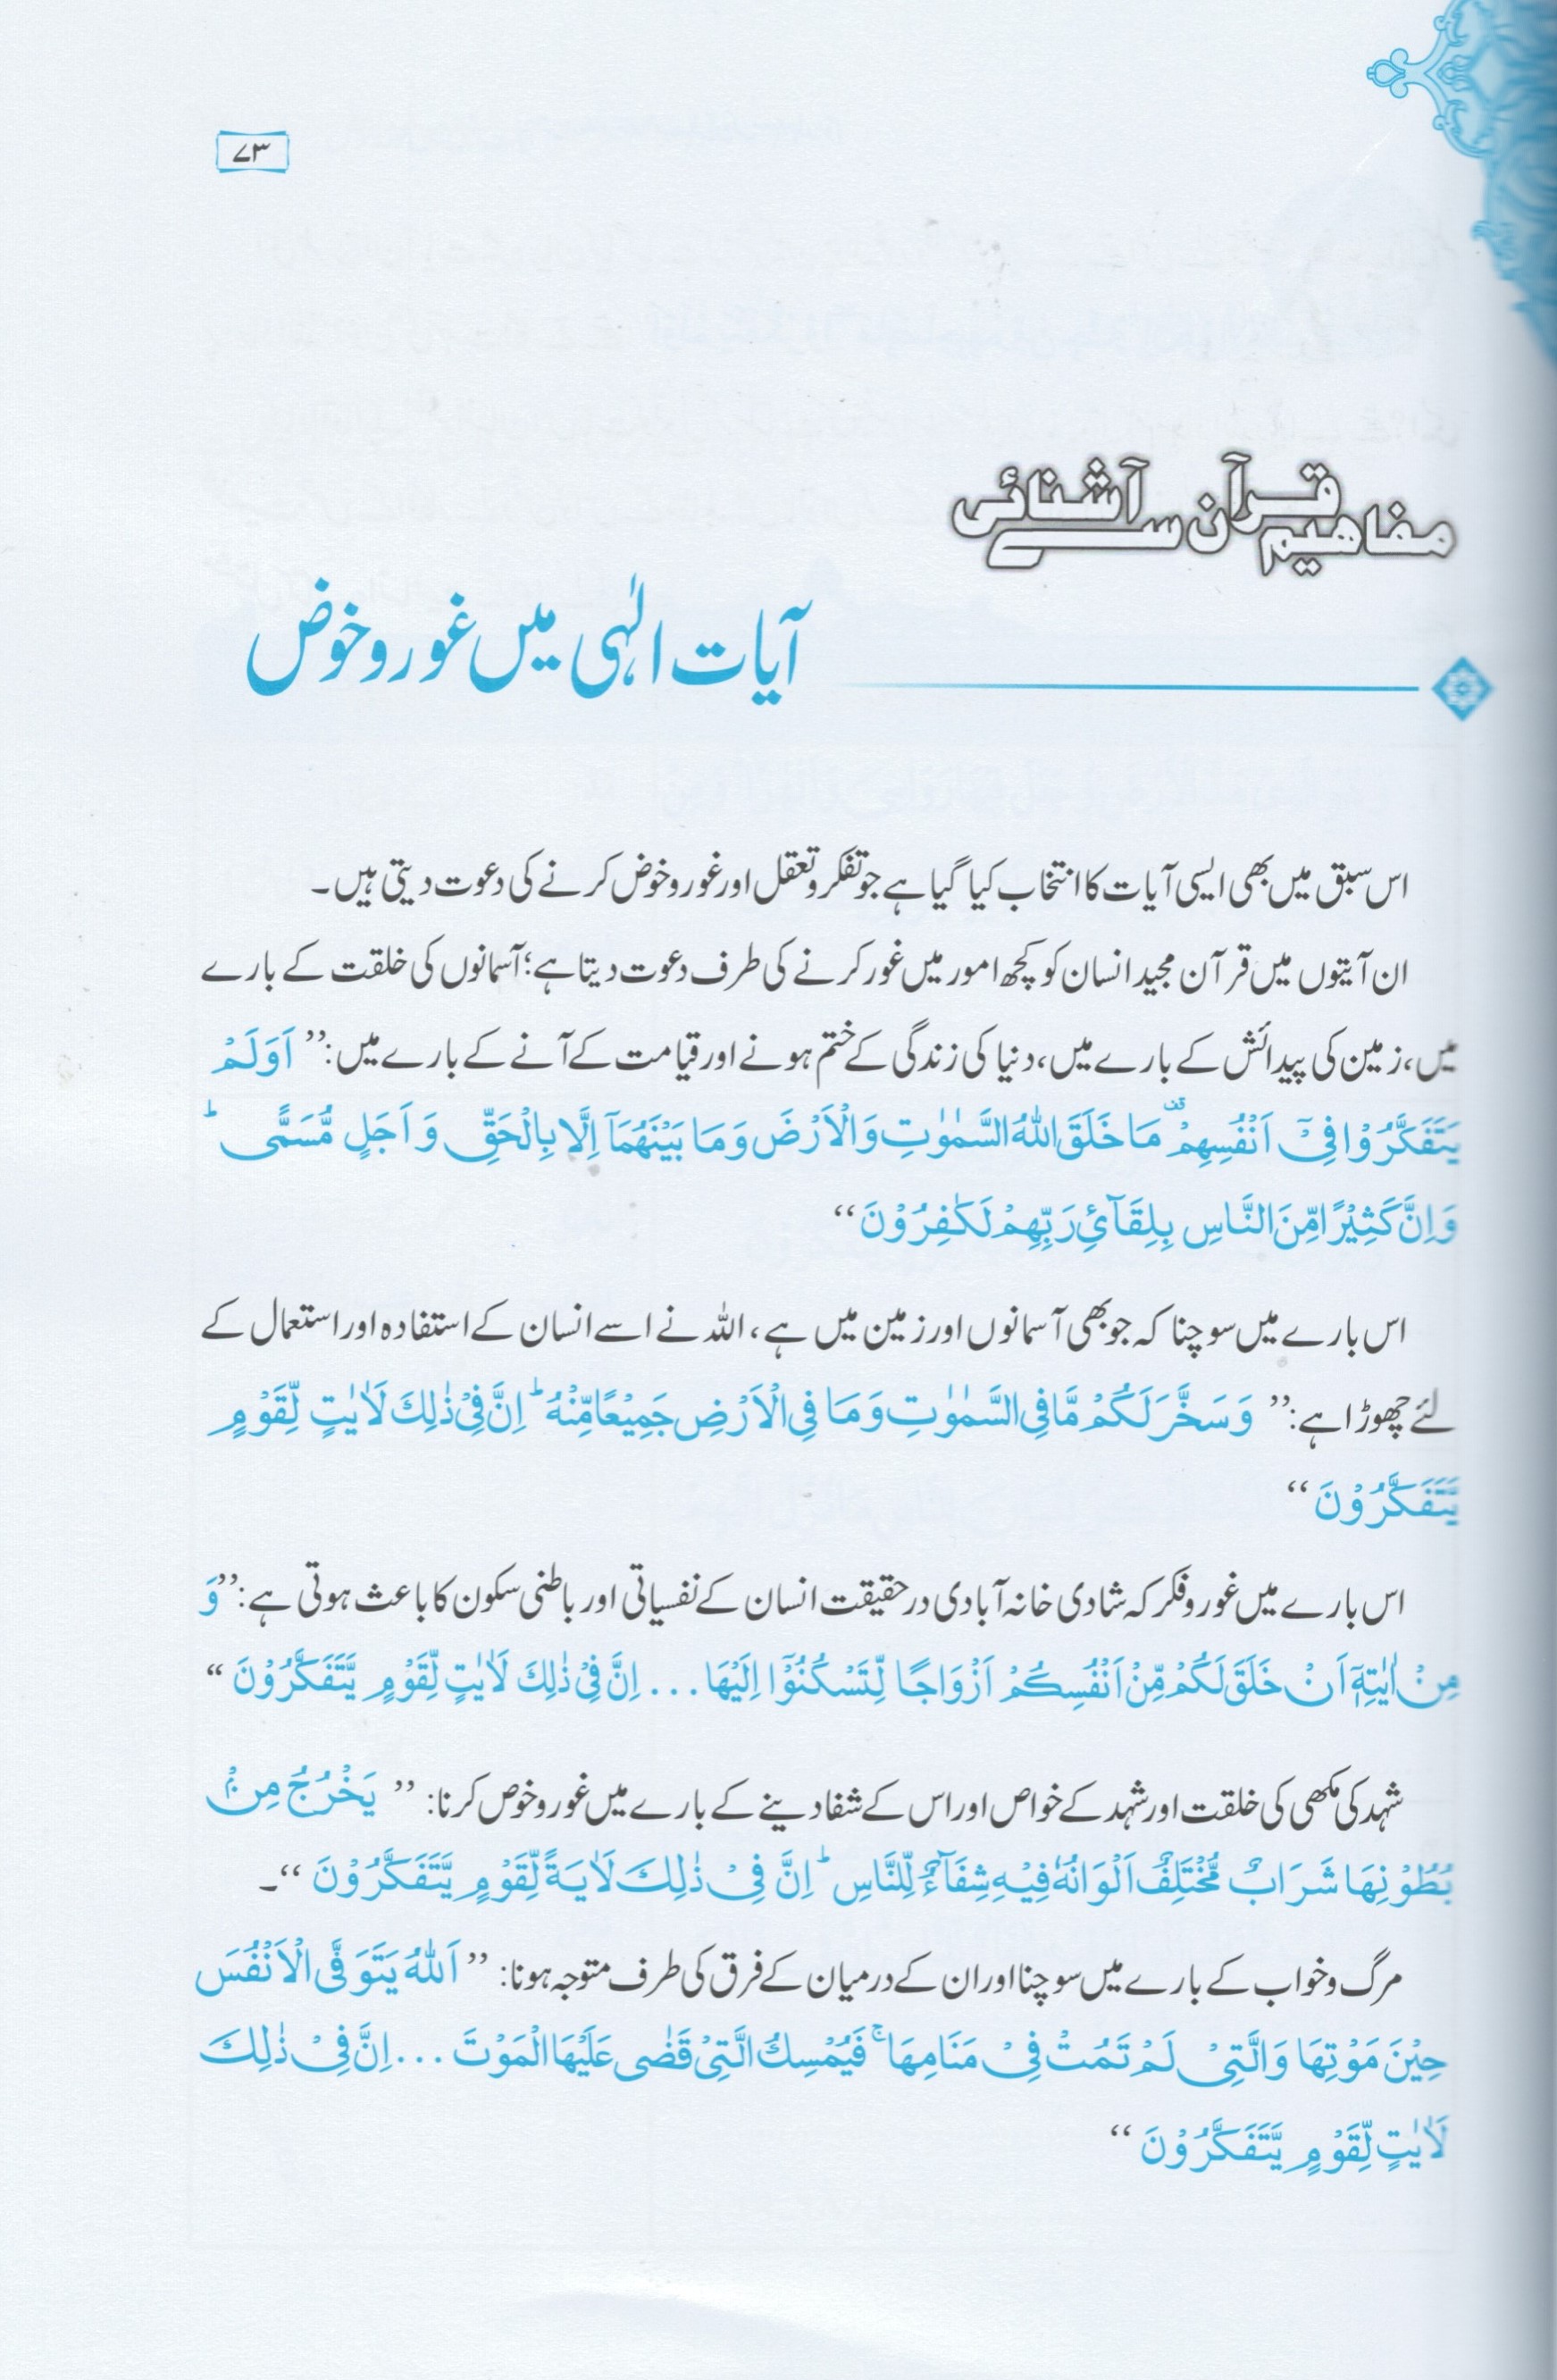 ۷۳
مفاهیم قرآن سے آشنائی
آیات الٰہی میں غور و خوض
اس سبق میں بھی ایسی آیات کا انتخاب کیا گیا ہے جو تفکر و تعقل اور غور و خوض کرنے کی دعوت دیتی ہیں۔
ان آیتوں میں قرآن مجید انسان کو کچھ امور میں غور کرنے کی طرف دعوت دیتا ہے؛ آسمانوں کی خلقت کے بارے
میں، زمین کی پیدائش کے بارے میں، دنیا کی زندگی کے ختم ہونے اور قیامت کے آنے کے بارے میں: ’’ اَوَلَمْ
يَتَفَكَّرُوْا فِيْٓ اَنْفُسِهِمْ ۣ مَا خَلَقَ اللّٰهُ السَّمٰوٰتِ وَالْاَرْضَ وَمَا بَيْنَهُمَآ اِلَّا بِالْحَقِّ وَاَجَلٍ مُّسَمًّى ؕ
وَاِنَّ كَثِيْرًا مِّنَ النَّاسِ بِلِقَآئِ رَبِّهِمْ لَكٰفِرُوْنَ ‘‘
اس بارے میں سوچنا کہ جو بھی آسمانوں اور زمین میں ہے، اللہ نے اسے انسان کے استفادہ اور استعمال کے
لئے چھوڑا ہے: ’’ وَسَخَّرَ لَكُمْ مَّا فِي السَّمٰوٰتِ وَمَا فِي الْاَرْضِ جَمِيْعًا مِّنْهُ ؕ اِنَّ فِيْ ذٰلِكَ لَاٰيٰتٍ لِّقَوْمٍ
يَّتَفَكَّرُوْنَ ‘‘
اس بارے میں غور و فکر کہ شادی خانہ آبادی در حقیقت انسان کے نفسیاتی اور باطنی سکون کا باعث ہوتی ہے: ’’وَ
مِنْ اٰيٰتِهٖٓ اَنْ خَلَقَ لَكُمْ مِّنْ اَنْفُسِكُمْ اَزْوَاجًا لِّتَسْكُنُوْٓا اِلَيْهَا... اِنَّ فِيْ ذٰلِكَ لَاٰيٰتٍ لِّقَوْمٍ يَّتَفَكَّرُوْنَ ‘‘
شہد کی مکھی کی خلقت اور شہد کے خواص اور اس کے شفا دینے کے بارے میں غور و خوص کرنا: ’’ يَخْرُجُ مِنْۢ
بُطُوْنِهَا شَرَابٌ مُّخْتَلِفٌ اَلْوَانُهٗ فِيْهِ شِفَآءٌ لِّلنَّاسِ ؕ اِنَّ فِيْ ذٰلِكَ لَاٰيَةً لِّقَوْمٍ يَّتَفَكَّرُوْنَ ‘‘۔
مرگ و خواب کے بارے میں سوچنا اور ان کے درمیان کے فرق کی طرف متوجہ ہونا: ’’ اَللّٰهُ يَتَوَفَّى الْاَنْفُسَ
حِيْنَ مَوْتِهَا وَالَّتِيْ لَمْ تَمُتْ فِيْ مَنَامِهَا ۚ فَيُمْسِكُ الَّتِيْ قَضٰى عَلَيْهَا الْمَوْتَ ... اِنَّ فِيْ ذٰلِكَ
لَاٰيٰتٍ لِّقَوْمٍ يَّتَفَكَّرُوْنَ ‘‘